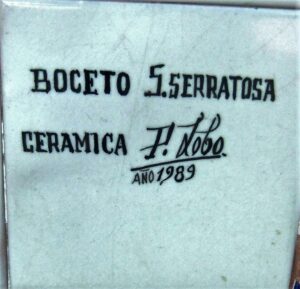 BOCETO S.SERRATOSA
CERAMICA P. Lobo.
AÑO 1989